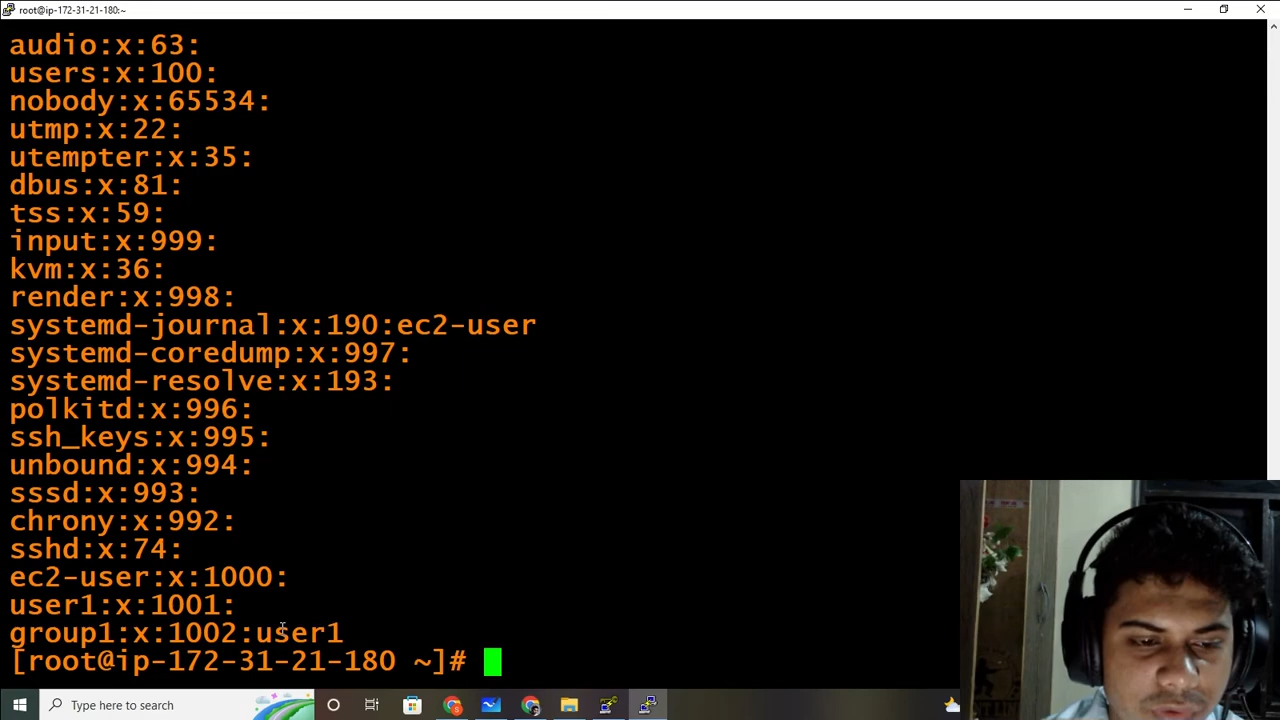 root@ip-172-31-21-180:~
audio:x:63:
users:x:100:
nobody:x:65534:
utmp:x:22:
utempter:x:35:
dbus:x:81:
tss:x:59:
input:x:999:
kvm:x:36:
render:x:998:
systemd-journal:x:190:ec2-user
systemd-coredump:x:997:
systemd-resolve:x:193:
polkitd:x:996:
ssh_keys:x:995:
unbound:x:994:
sssd:x:993:
chrony:x:992:
sshd:x:74:
ec2-user:x:1000:
user1:x:1001:
group1:x:1002:user1
[root@ip-172-31-21-180 ~]#
Type here to search